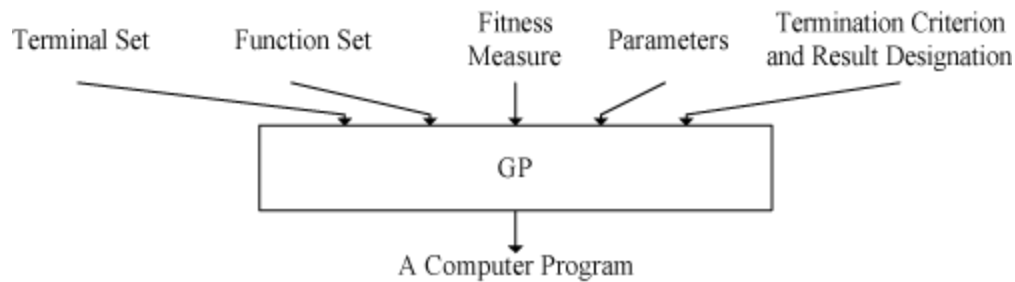 Terminal Set
Function Set
Fitness
Measure
Parameters
Termination Criterion
and Result Designation
GP
A Computer Program